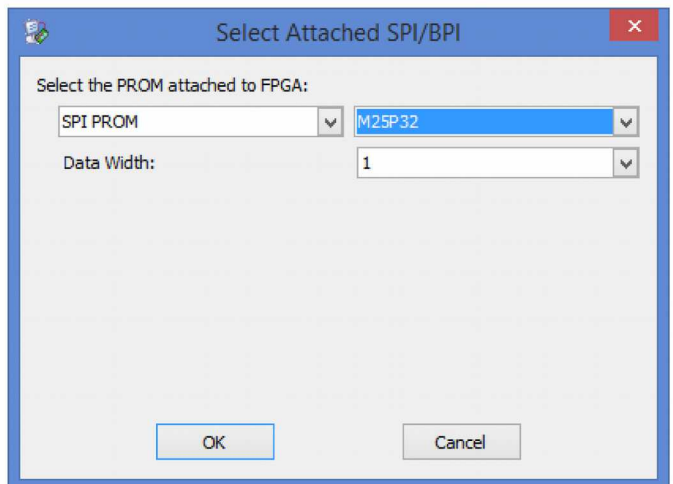 Select Attached SPI/BPI
Select the PROM attached to FPGA:
SPI PROM M25P32
Data Width: 1
OK Cancel